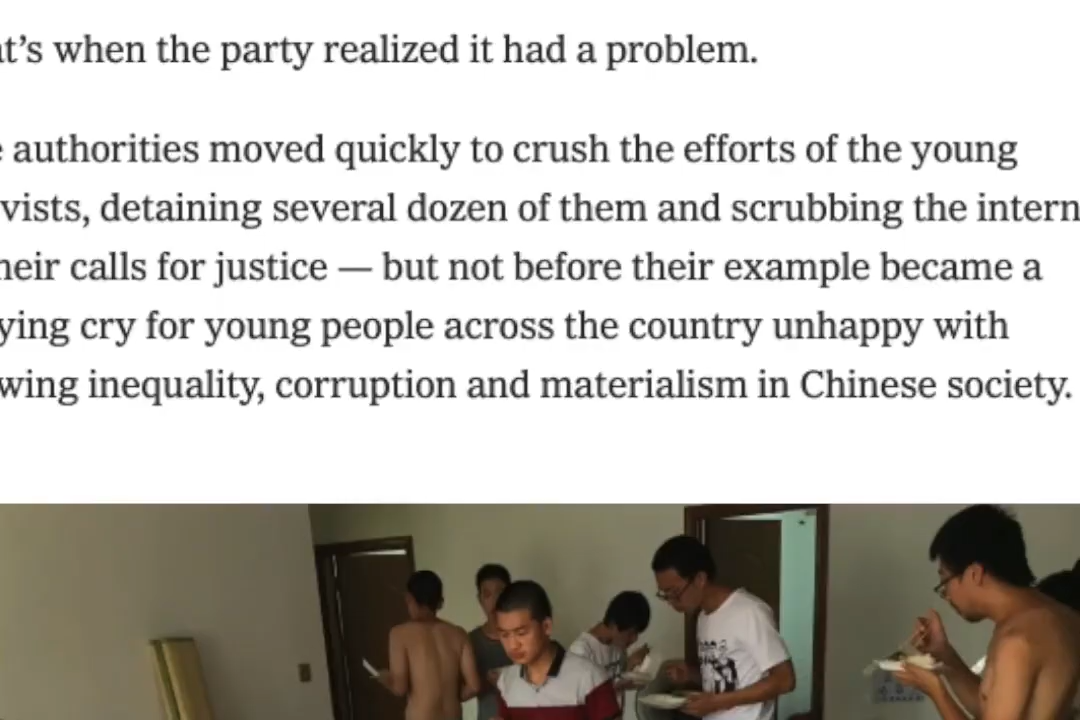 at's when the party realized it had a problem.
e authorities moved quickly to crush the efforts of the young
vists, detaining several dozen of them and scrubbing the intern
heir calls for justice — but not before their example became a
ying cry for young people across the country unhappy with
wing inequality, corruption and materialism in Chinese society.